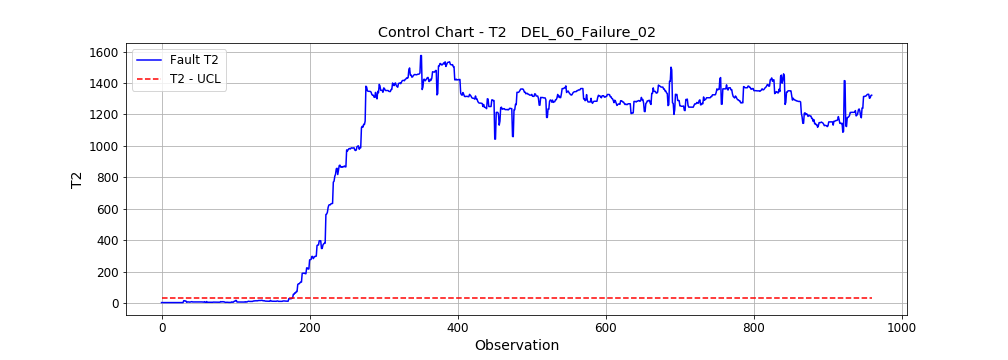 Control Chart - T2   DEL_60_Failure_02
Fault T2
T2 - UCL
T2
1600
1400
1200
1000
800
600
400
200
0
0 200 400 600 800 1000
Observation